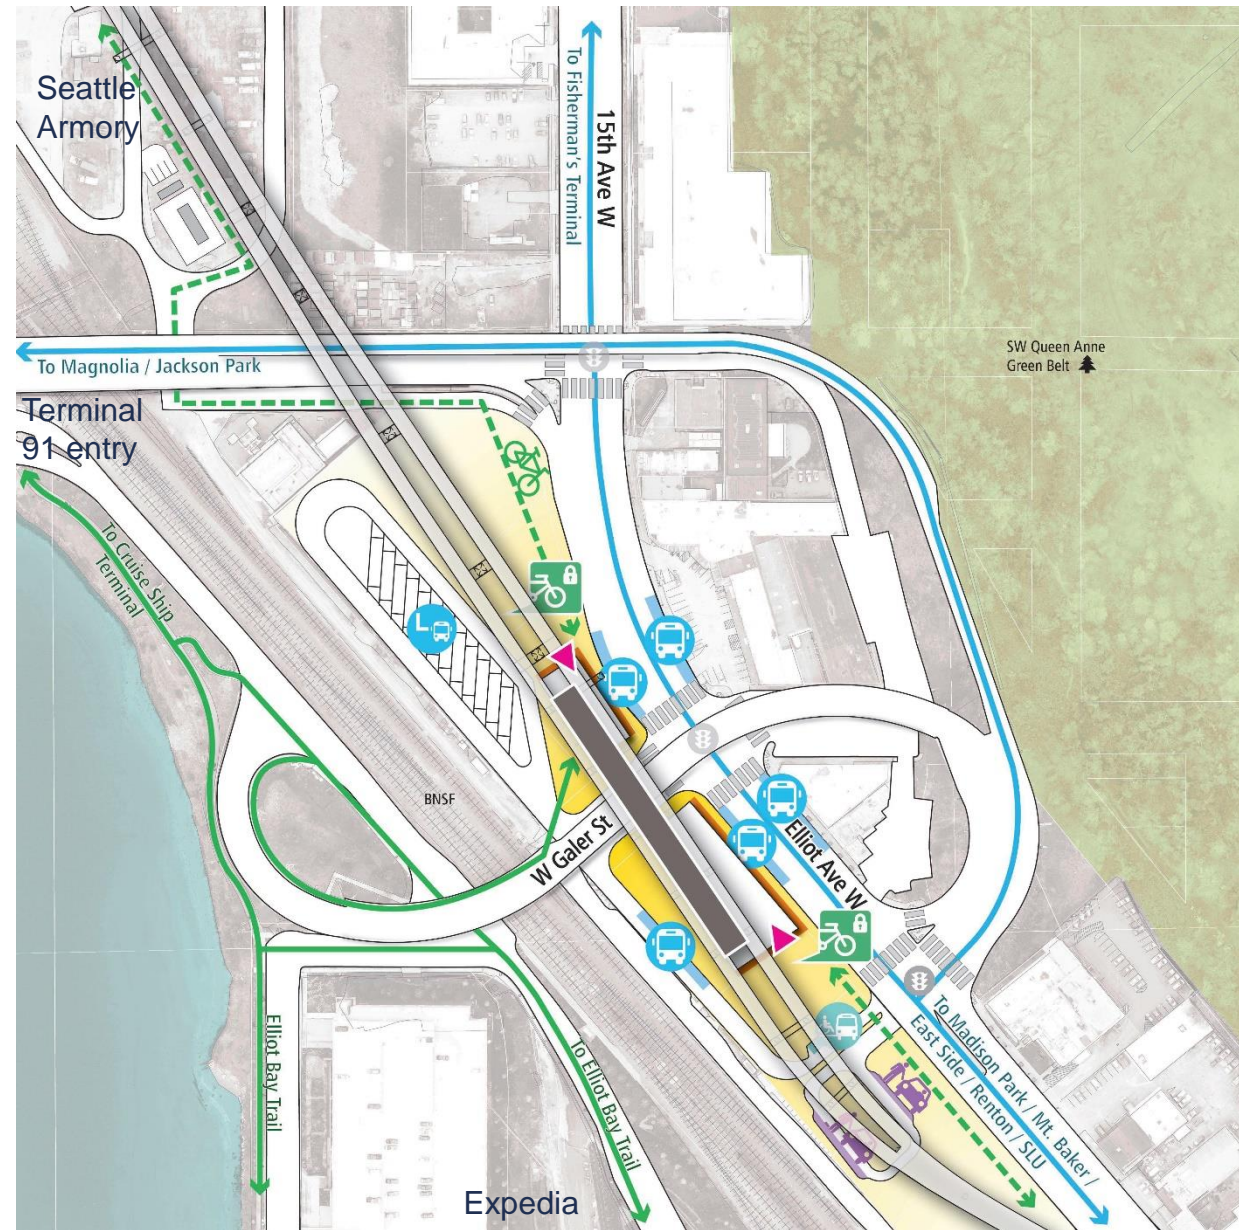 Seattle
Armory
To Fisherman's Terminal
15th Ave W
To Magnolia / Jackson Park
SW Queen Anne
Green Belt
Terminal
91 entry
To Cruise Ship
Terminal
L
BNSF
W Galer St
Elliot Ave W
To Madison Park / Mt. Baker /
East Side / Renton / SLU
Elliot Bay Trail
To Elliot Bay Trail
Expedia